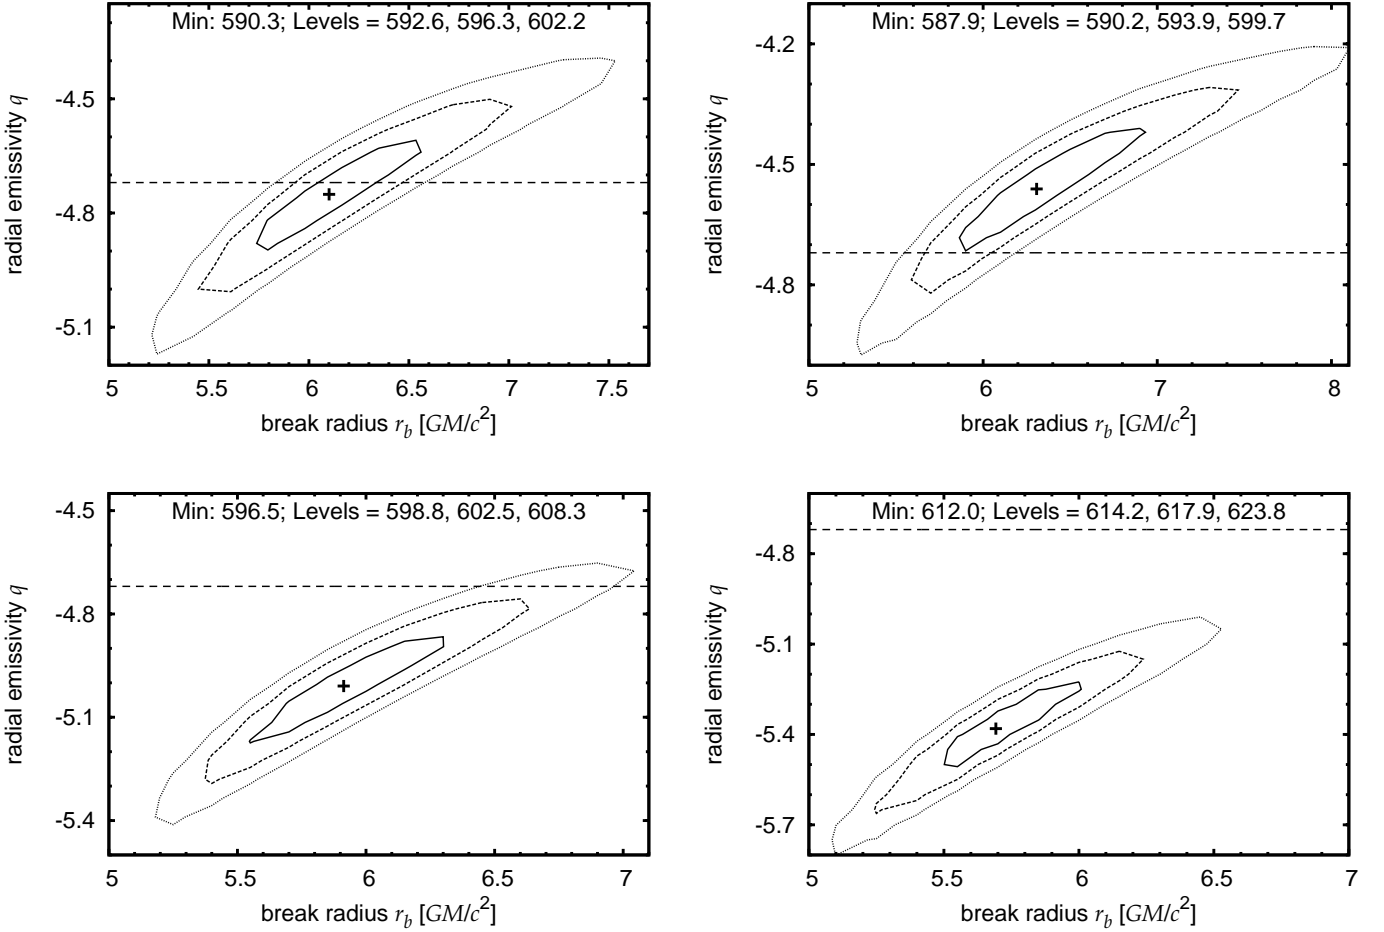 Min: 590.3; Levels = 592.6, 596.3, 602.2
-4.5
-4.8
-5.1
radial emissivity q
5 5.5 6 6.5 7 7.5
break radius r_b [GM/c²]
Min: 587.9; Levels = 590.2, 593.9, 599.7
-4.2
-4.5
-4.8
radial emissivity q
5 6 7 8
break radius r_b [GM/c²]
Min: 596.5; Levels = 598.8, 602.5, 608.3
-4.5
-4.8
-5.1
-5.4
radial emissivity q
5 5.5 6 6.5 7
break radius r_b [GM/c²]
Min: 612.0; Levels = 614.2, 617.9, 623.8
-4.8
-5.1
-5.4
-5.7
radial emissivity q
5 5.5 6 6.5 7
break radius r_b [GM/c²]